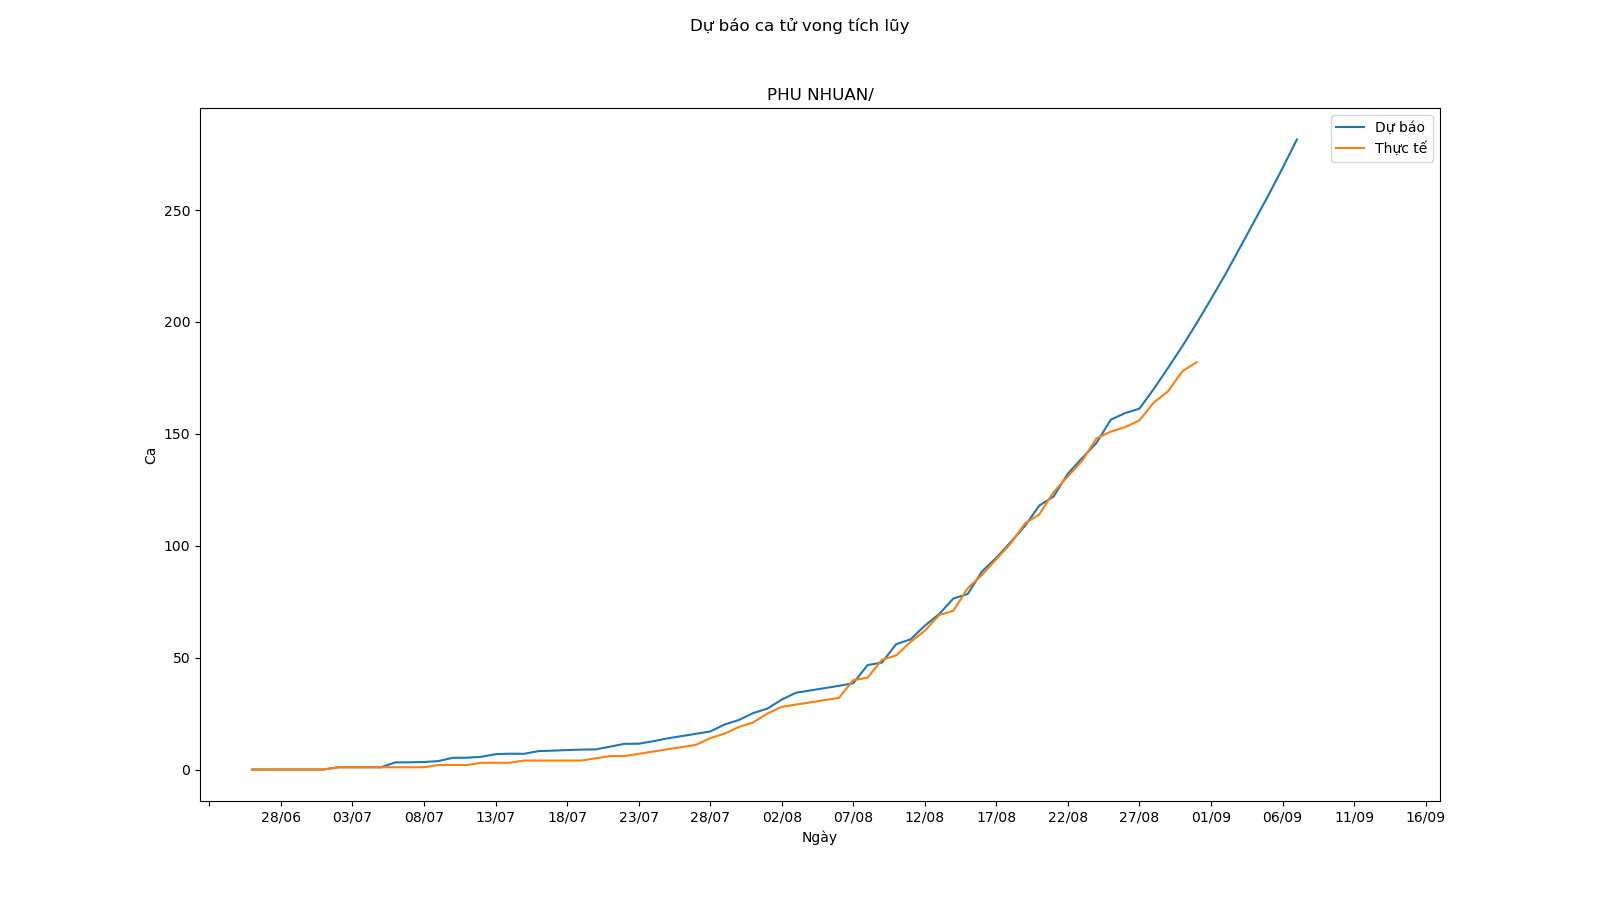 Dự báo ca tử vong tích lũy
PHU NHUAN/
Dự báo
Thực tế
250
200
150
100
50
0
Ca
28/06 03/07 08/07 13/07 18/07 23/07 28/07 02/08 07/08 12/08 17/08 22/08 27/08 01/09 06/09 11/09 16/09
Ngày